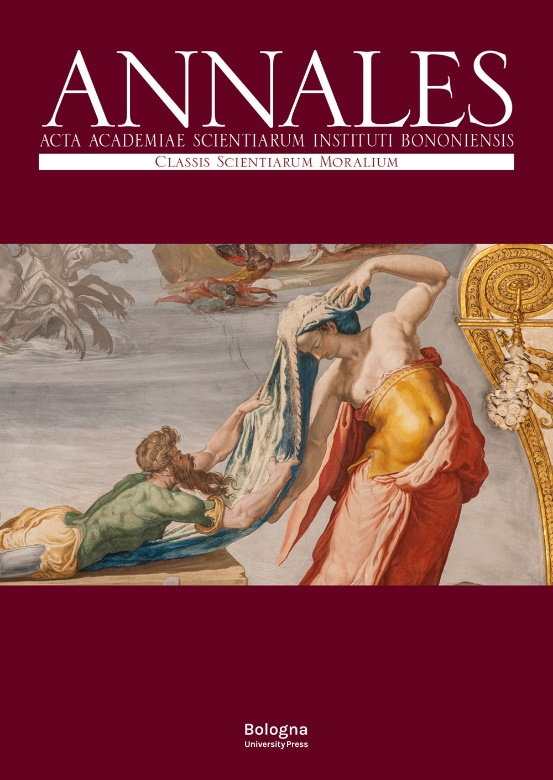 ANNALES
ACTA ACADEMIAE SCIENTIARUM INSTITUTI BONONIENSIS
Classis Scientiarum Moralium
Bologna
University Press